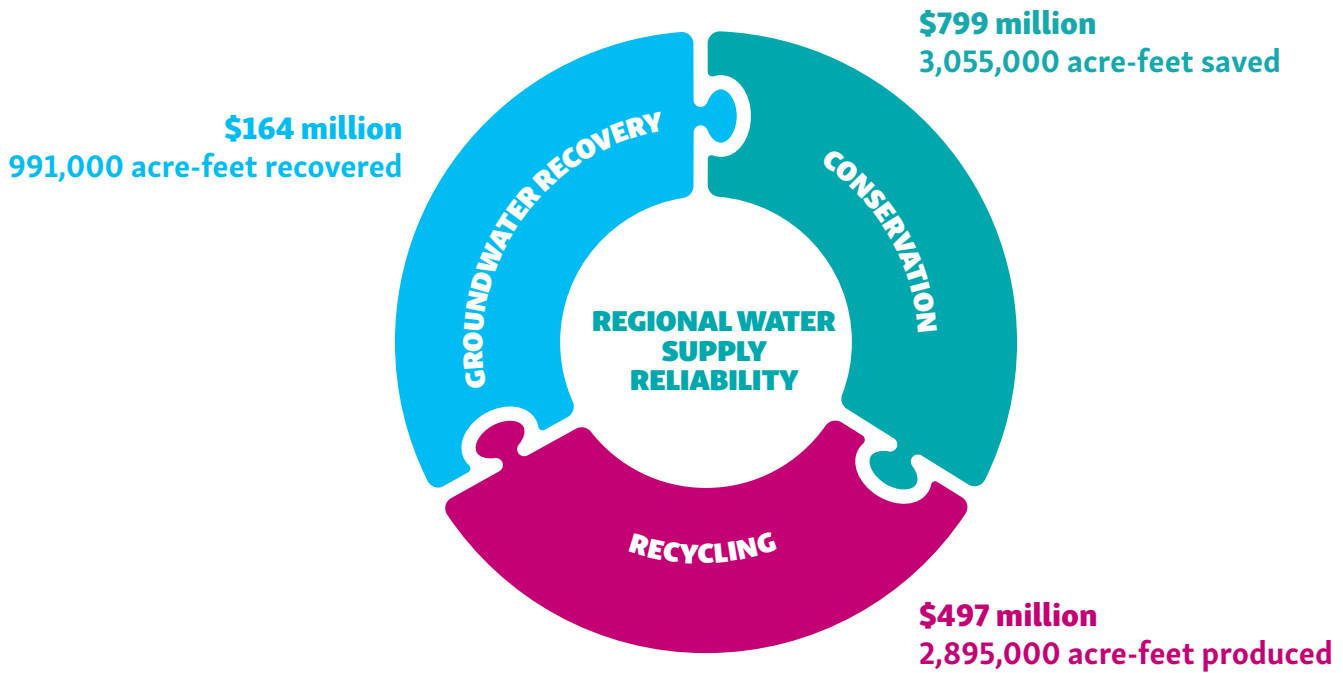 $799 million
3,055,000 acre-feet saved
$164 million
991,000 acre-feet recovered
GROUNDWATER RECOVERY
CONSERVATION
REGIONAL WATER
SUPPLY
RELIABILITY
RECYCLING
$497 million
2,895,000 acre-feet produced